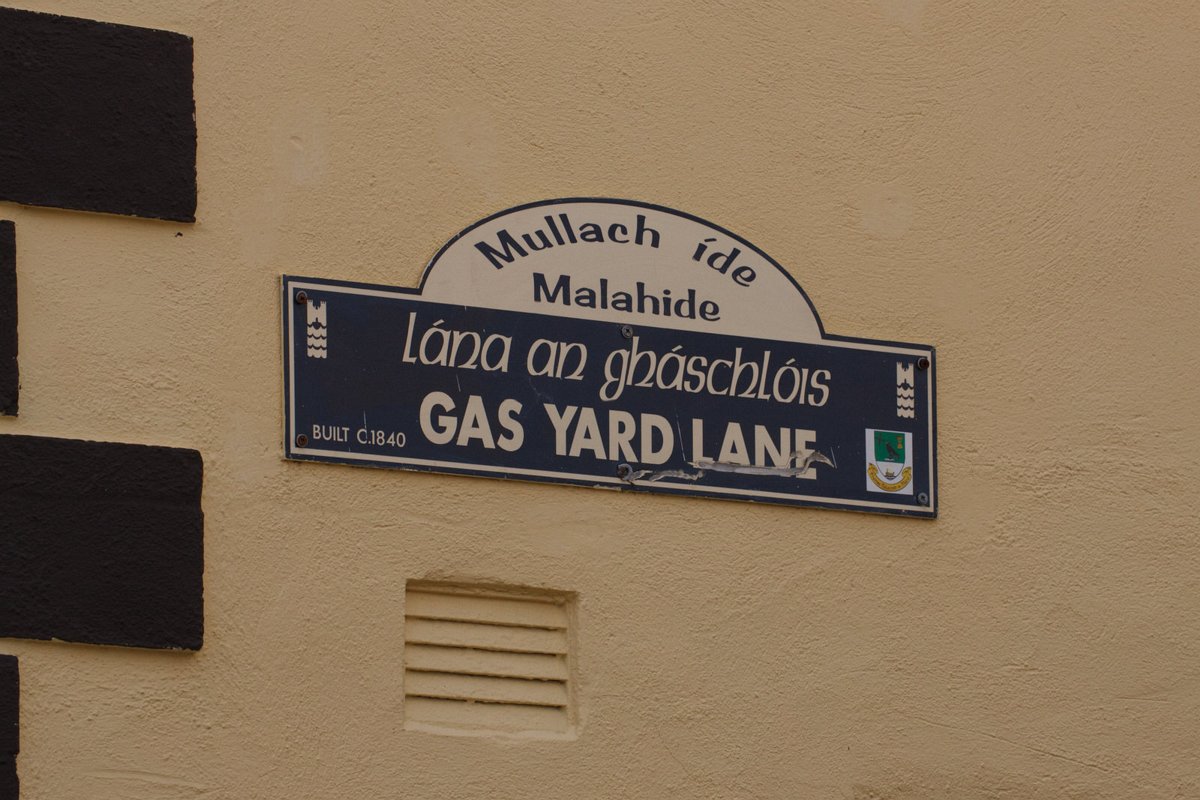 Mullach íde
Malahide
Lána an gháschlóis
GAS YARD LANE
BUILT C.1840